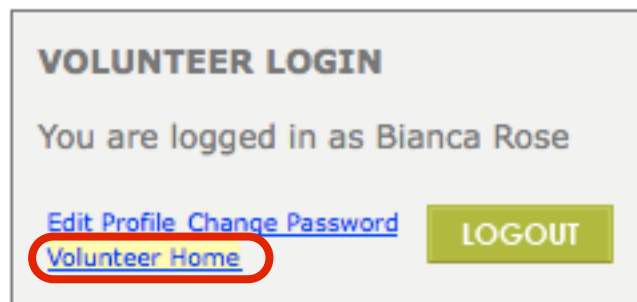 VOLUNTEER LOGIN
You are logged in as Bianca Rose
Edit Profile Change Password
Volunteer Home
LOGOUT